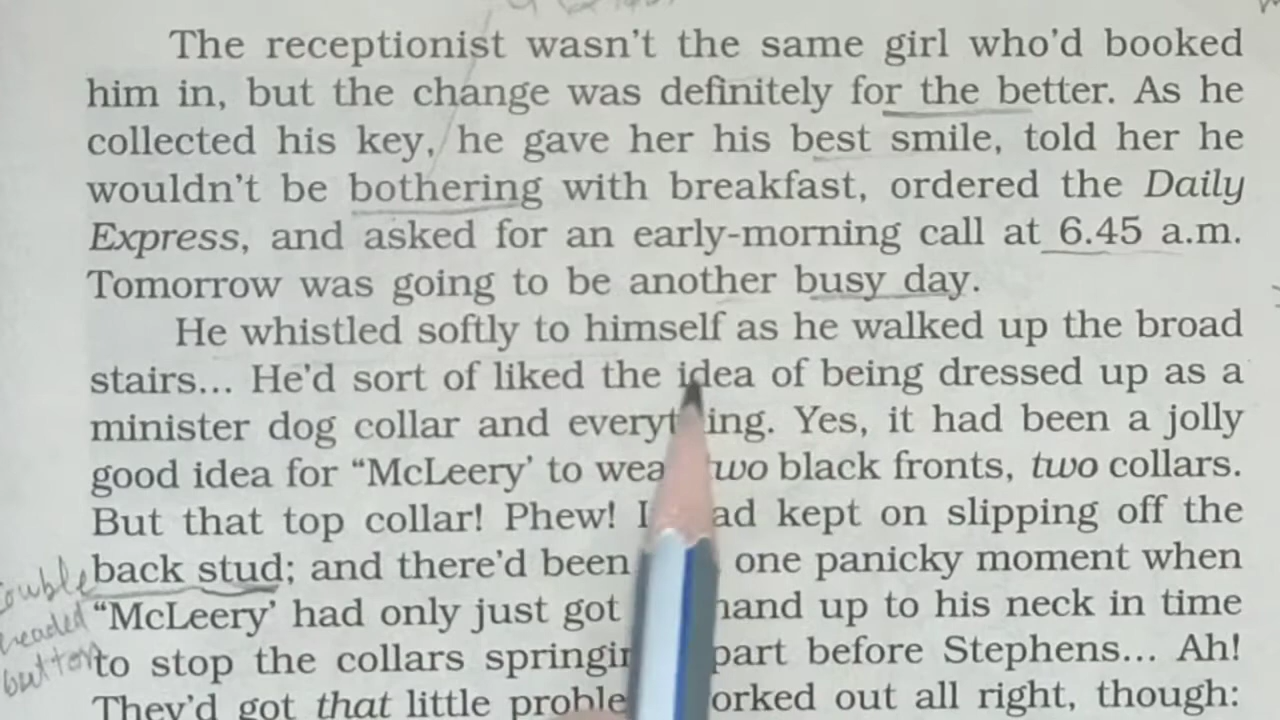 The receptionist wasn't the same girl who'd booked
him in, but the change was definitely for the better. As he
collected his key, he gave her his best smile, told her he
wouldn't be bothering with breakfast, ordered the Daily
Express, and asked for an early-morning call at 6.45 a.m.
Tomorrow was going to be another busy day.
He whistled softly to himself as he walked up the broad
stairs... He'd sort of liked the idea of being dressed up as a
minister dog collar and everyt ing. Yes, it had been a jolly
good idea for “McLeery’ to wea wo black fronts, two collars.
But that top collar! Phew! I ad kept on slipping off the
back stud; and there'd been one panicky moment when
“McLeery’ had only just got hand up to his neck in time
to stop the collars springin part before Stephens... Ah!
They'd got that little proble orked out all right, though:
double
headed
button